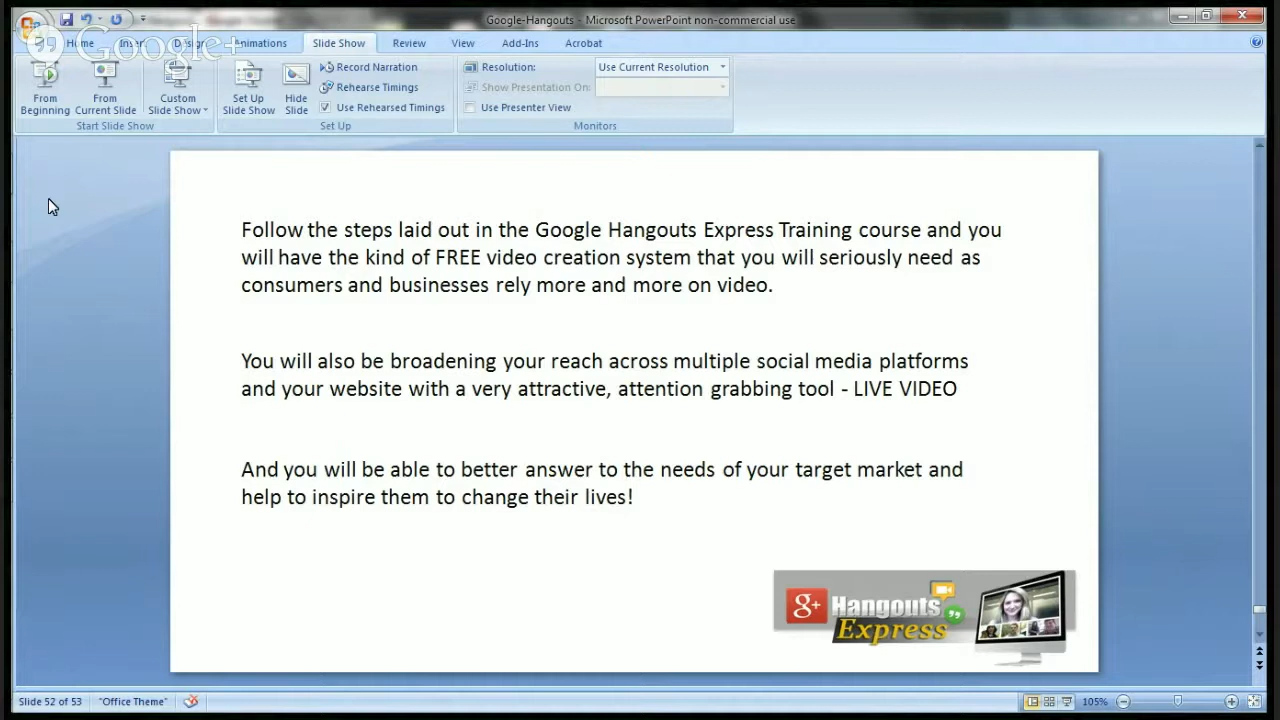 Google-Hangouts - Microsoft PowerPoint non-commercial use
Google+
Home Insert Design Animations Slide Show Review View Add-Ins Acrobat
From Beginning
From Current Slide
Custom Slide Show
Set Up Slide Show
Hide Slide
Record Narration
Rehearse Timings
Use Rehearsed Timings
Resolution: Use Current Resolution
Show Presentation On:
Use Presenter View
Start Slide Show
Set Up
Monitors
Follow the steps laid out in the Google Hangouts Express Training course and you
will have the kind of FREE video creation system that you will seriously need as
consumers and businesses rely more and more on video.
You will also be broadening your reach across multiple social media platforms
and your website with a very attractive, attention grabbing tool - LIVE VIDEO
And you will be able to better answer to the needs of your target market and
help to inspire them to change their lives!
g+ Hangouts
Express
Slide 52 of 53 "Office Theme" 105%